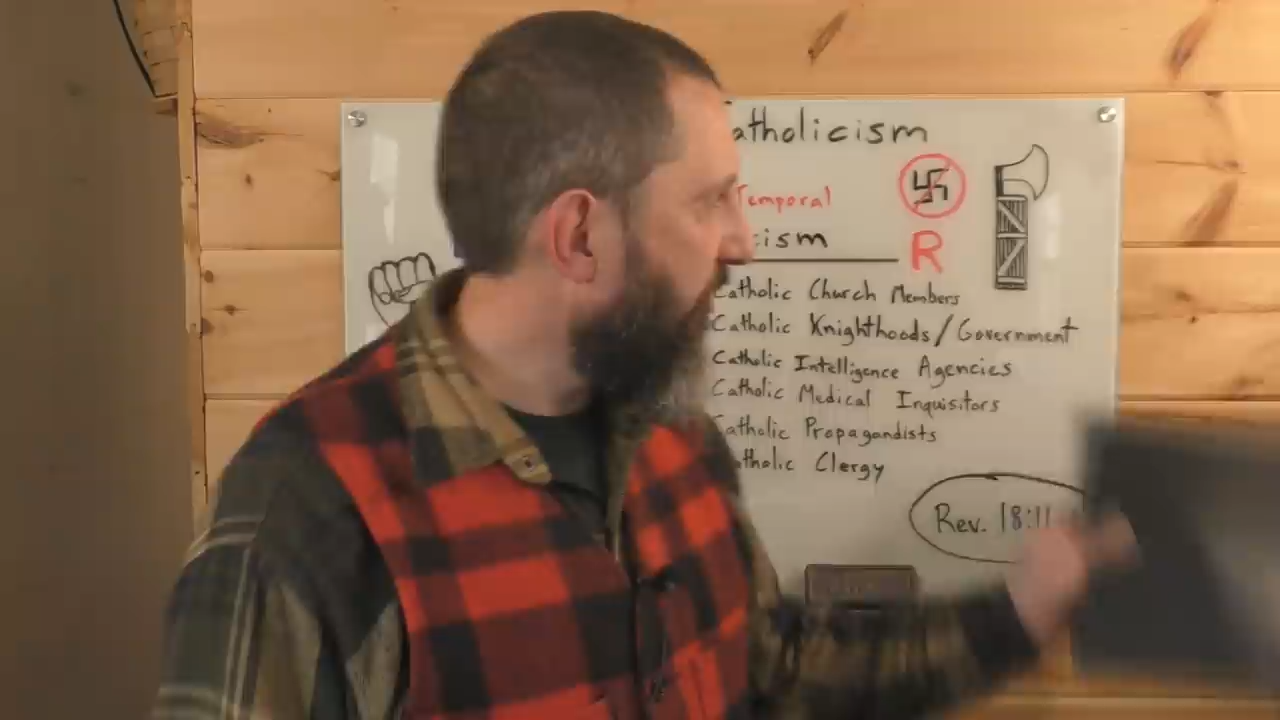 atholicism
Temporal
cism
R
Catholic Church Members
Catholic Knighthoods/Government
Catholic Intelligence Agencies
Catholic Medical Inquisitors
Catholic Propagandists
atholic Clergy
Rev. 18:11